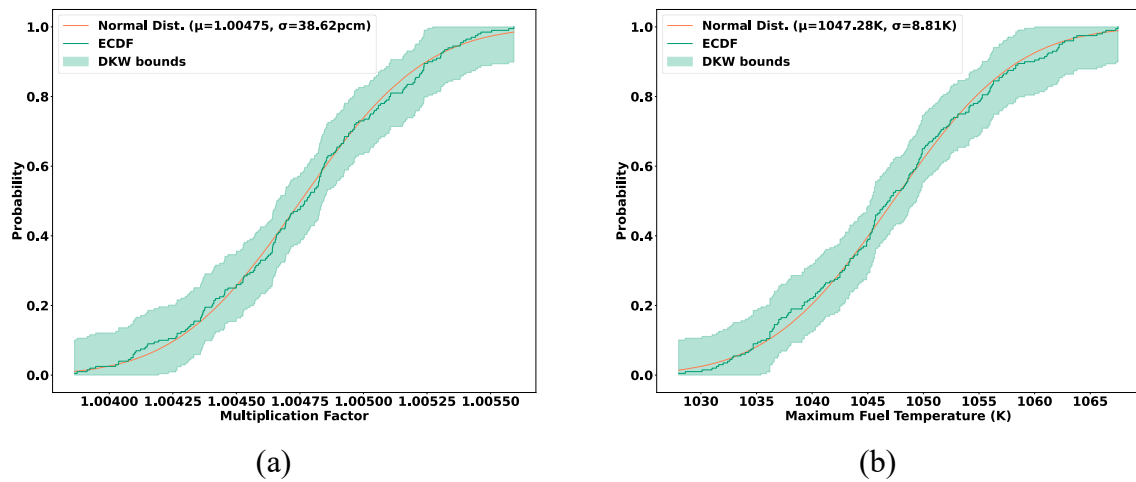 Normal Dist. (μ=1.00475, σ=38.62pcm)
ECDF
DKW bounds
1.0
0.8
0.6
0.4
0.2
0.0
Probability
1.00400 1.00425 1.00450 1.00475 1.00500 1.00525 1.00550
Multiplication Factor
(a)
Normal Dist. (μ=1047.28K, σ=8.81K)
ECDF
DKW bounds
1.0
0.8
0.6
0.4
0.2
0.0
Probability
1030 1035 1040 1045 1050 1055 1060 1065
Maximum Fuel Temperature (K)
(b)